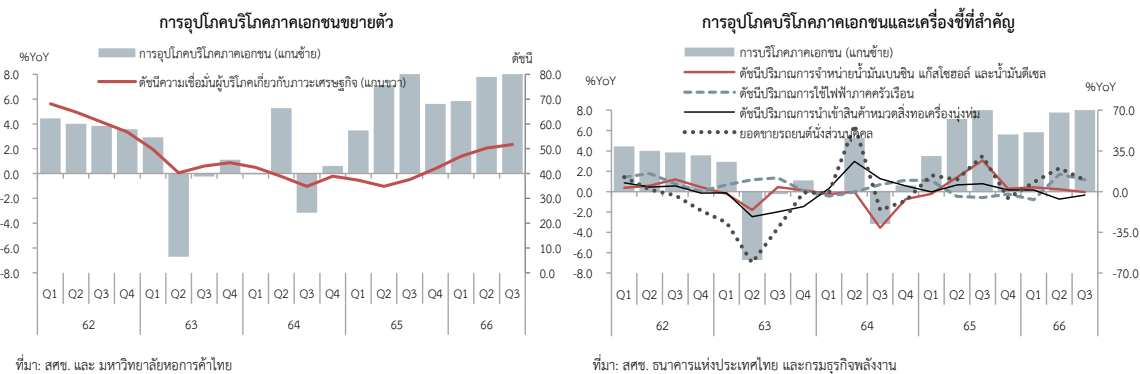 การอุปโภคบริโภคภาคเอกชนขยายตัว
%YoY
ดัชนี
การอุปโภคบริโภคภาคเอกชน (แกนซ้าย)
ดัชนีความเชื่อมั่นผู้บริโภคเกี่ยวกับภาวะเศรษฐกิจ (แกนขวา)
8.0
6.0
4.0
2.0
0.0
-2.0
-4.0
-6.0
-8.0
80.0
70.0
60.0
50.0
40.0
30.0
20.0
10.0
0.0
Q1 Q2 Q3 Q4 Q1 Q2 Q3 Q4 Q1 Q2 Q3 Q4 Q1 Q2 Q3 Q4 Q1 Q2 Q3
62 63 64 65 66
ที่มา: สศช. และ มหาวิทยาลัยหอการค้าไทย
การอุปโภคบริโภคภาคเอกชนและเครื่องชี้ที่สำคัญ
%YoY
%YoY
การบริโภคภาคเอกชน (แกนซ้าย)
ดัชนีปริมาณการจำหน่ายน้ำมันเบนซิน แก๊สโซฮอล์ และน้ำมันดีเซล
ดัชนีปริมาณการใช้ไฟฟ้าภาคครัวเรือน
ดัชนีปริมาณการนำเข้าสินค้าหมวดสิ่งทอเครื่องนุ่งห่ม
ยอดขายรถยนต์นั่งส่วนบุคคล
8.0
6.0
4.0
2.0
0.0
-2.0
-4.0
-6.0
-8.0
70.0
35.0
0.0
-35.0
-70.0
Q1 Q2 Q3 Q4 Q1 Q2 Q3 Q4 Q1 Q2 Q3 Q4 Q1 Q2 Q3 Q4 Q1 Q2 Q3
62 63 64 65 66
ที่มา: สศช. ธนาคารแห่งประเทศไทย และกรมธุรกิจพลังงาน